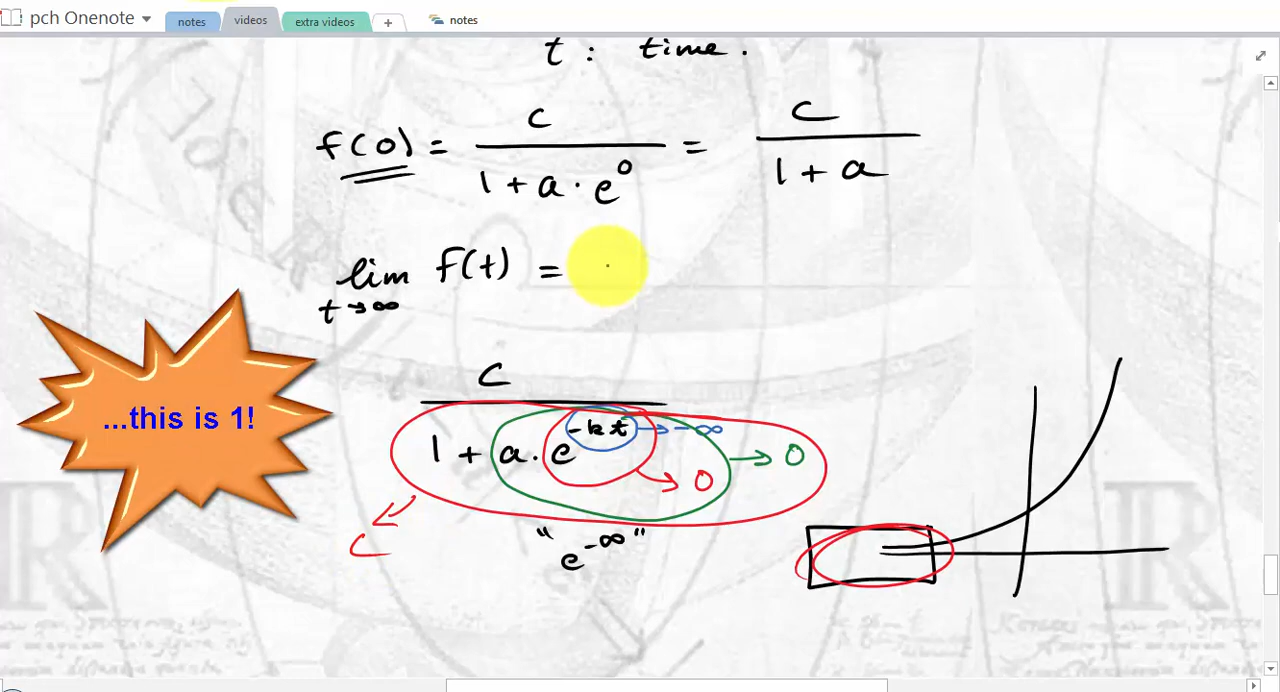 pch Onenote
notes
videos
extra videos
+
notes
t : time.
f(0) = c / (1 + a · e^0) = c / (1 + a)
lim t→∞ f(t) =
...this is 1!
c / (1 + a · e^(-kt))
→ -∞
→ 0
→ 0
c
"e^-∞"